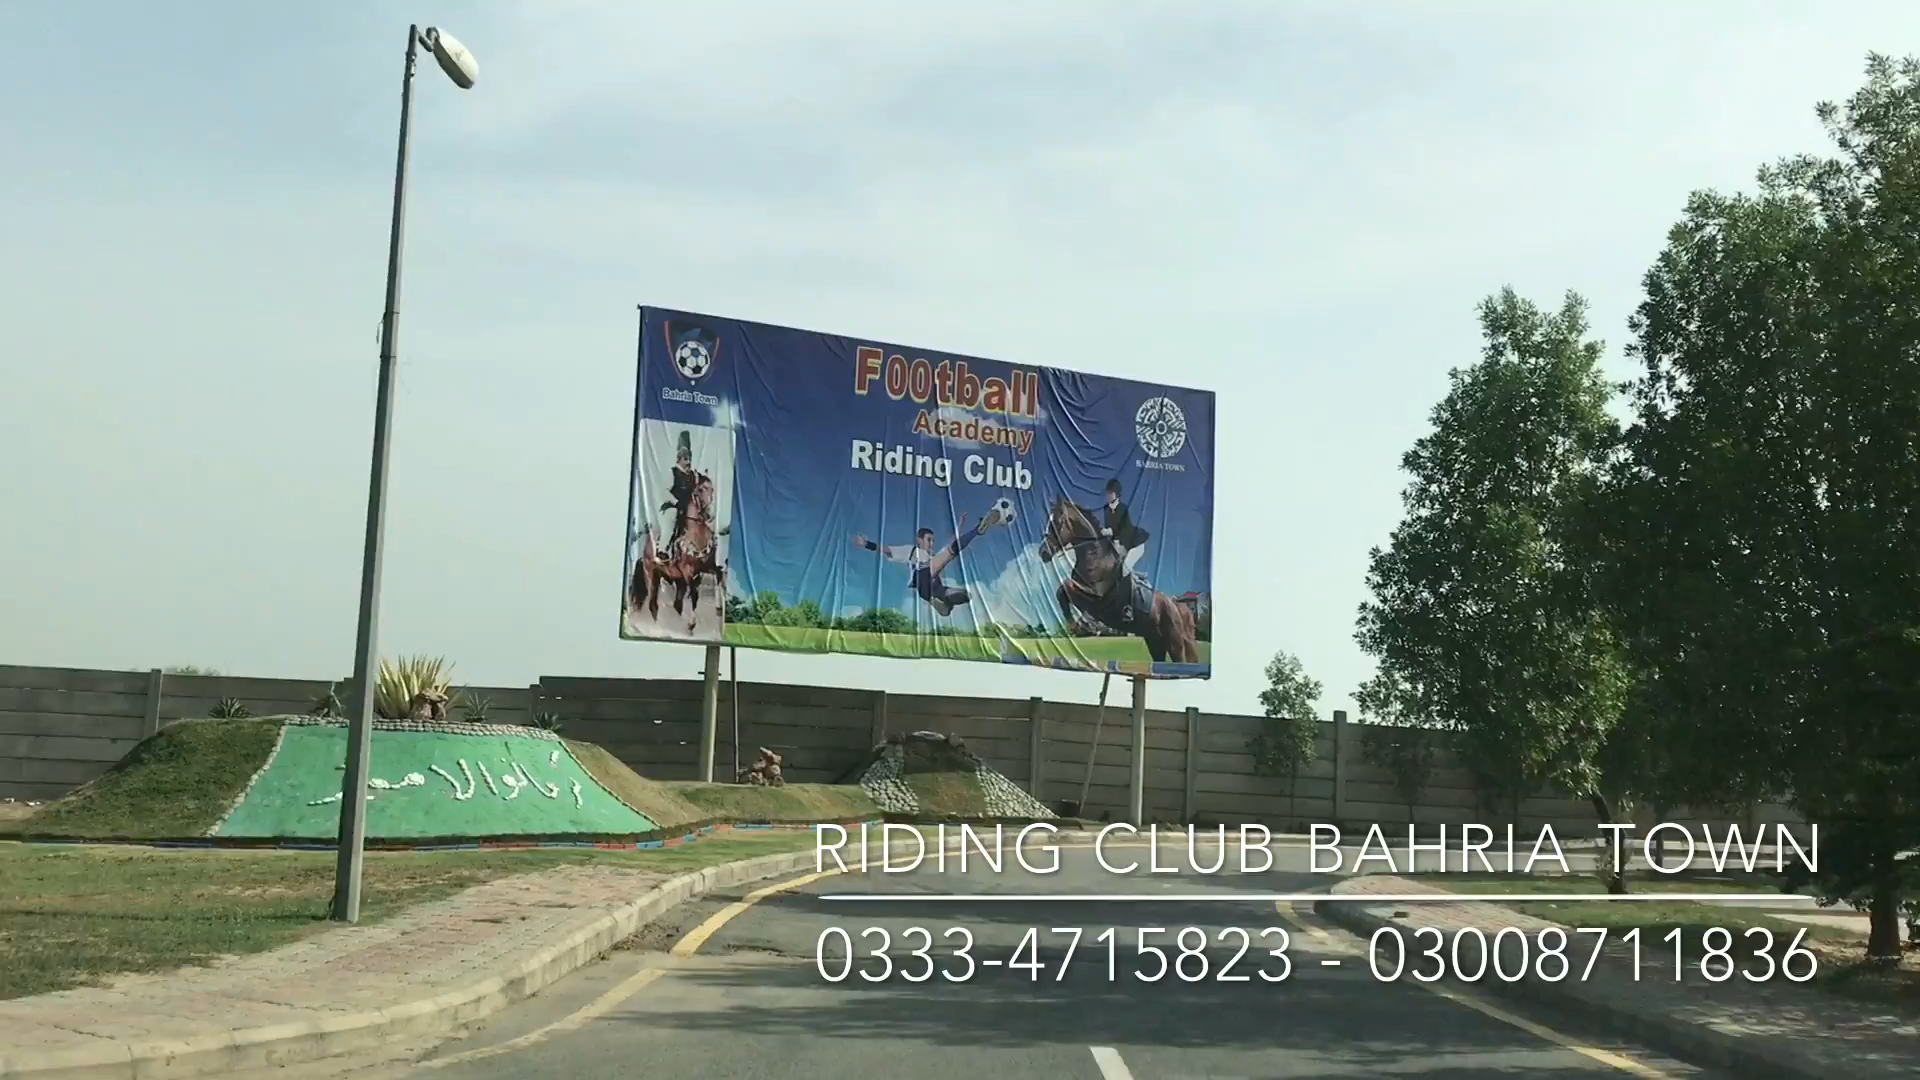 Bahria Town
F00tball
Academy
Riding Club
BAHRIA TOWN
RIDING CLUB BAHRIA TOWN
0333-4715823 - 03008711836